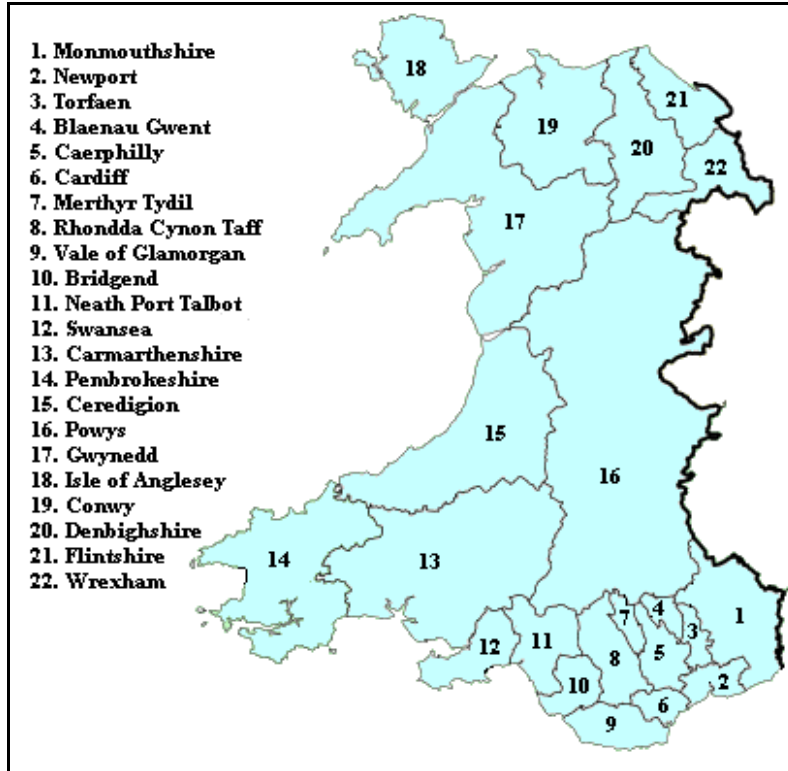 1. Monmouthshire
2. Newport
3. Torfaen
4. Blaenau Gwent
5. Caerphilly
6. Cardiff
7. Merthyr Tydil
8. Rhondda Cynon Taff
9. Vale of Glamorgan
10. Bridgend
11. Neath Port Talbot
12. Swansea
13. Carmarthenshire
14. Pembrokeshire
15. Ceredigion
16. Powys
17. Gwynedd
18. Isle of Anglesey
19. Conwy
20. Denbighshire
21. Flintshire
22. Wrexham
18
21
19
20
22
17
15
16
14
13
7
4
1
3
12
11
8
5
10
2
6
9